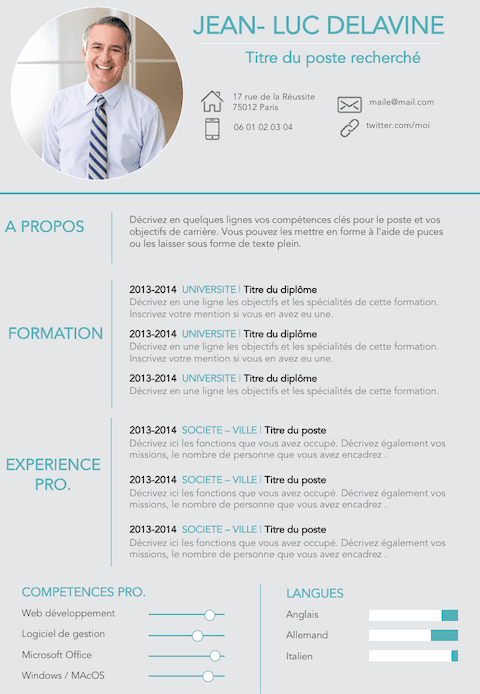 JEAN- LUC DELAVINE
Titre du poste recherché
17 rue de la Réussite
75012 Paris
maile@mail.com
06 01 02 03 04
twitter.com/moi
A PROPOS
Décrivez en quelques lignes vos compétences clés pour le poste et vos
objectifs de carrière. Vous pouvez les mettre en forme à l'aide de puces
ou les laisser sous forme de texte plein.
FORMATION
2013-2014 UNIVERSITE | Titre du diplôme
Décrivez en une ligne les objectifs et les spécialités de cette formation.
Inscrivez votre mention si vous en avez eu une.
2013-2014 UNIVERSITE | Titre du diplôme
Décrivez en une ligne les objectifs et les spécialités de cette formation.
Inscrivez votre mention si vous en avez eu une.
2013-2014 UNIVERSITE | Titre du diplôme
Décrivez en une ligne les objectifs et les spécialités de cette formation.
EXPERIENCE
PRO.
2013-2014 SOCIETE – VILLE | Titre du poste
Décrivez ici les fonctions que vous avez occupé. Décrivez également vos
missions, le nombre de personne que vous avez encadrez .
2013-2014 SOCIETE – VILLE | Titre du poste
Décrivez ici les fonctions que vous avez occupé. Décrivez également vos
missions, le nombre de personne que vous avez encadrez .
2013-2014 SOCIETE – VILLE | Titre du poste
Décrivez ici les fonctions que vous avez occupé. Décrivez également vos
missions, le nombre de personne que vous avez encadrez .
COMPETENCES PRO.
Web développement
Logiciel de gestion
Microsoft Office
Windows / MAcOS
LANGUES
Anglais
Allemand
Italien